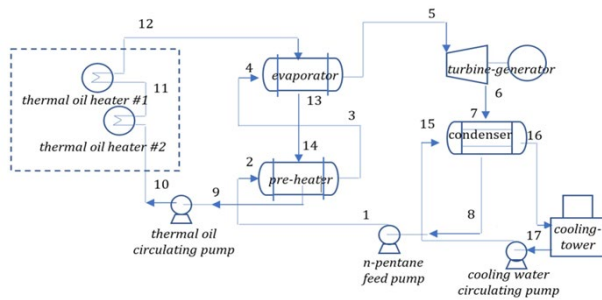 12
5
evaporator
4
turbine-generator
thermal oil heater #1
11
13
6
3
7
15
condenser
16
thermal oil heater #2
14
2
pre-heater
10
9
1
8
thermal oil
circulating pump
n-pentane
feed pump
17
cooling-
tower
cooling water
circulating pump